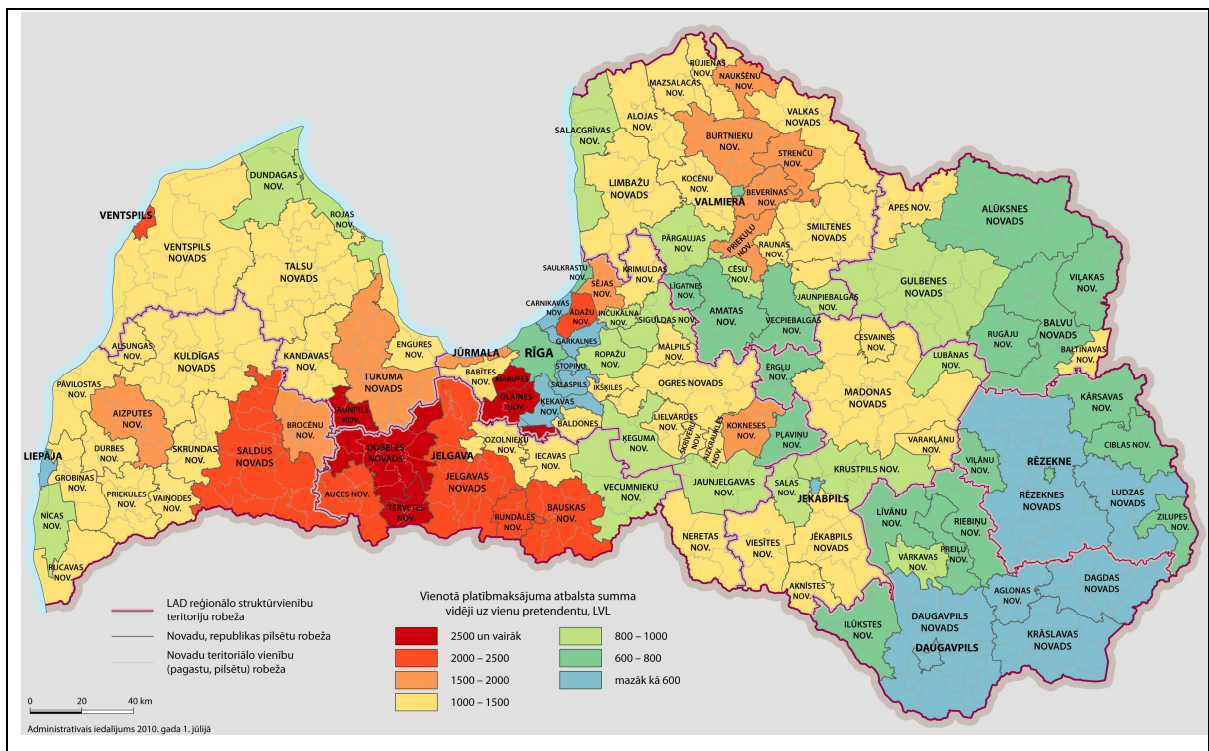 RŪJIENAS
NOV.
NAUKŠĒNU
NOV.
MAZSALACAS
NOV.
VALKAS
NOVADS
ALOJAS
NOV.
SALACGRĪVAS
NOV.
BURTNIEKU
NOV.
STRENČU
NOV.
DUNDAGAS
NOV.
LIMBAŽU
NOVADS
KOCĒNU
NOV.
BEVERĪNAS
NOV.
VALMIERA
APES NOV.
ALŪKSNES
NOVADS
VENTSPILS
ROJAS
NOV.
SMILTENES
NOVADS
PRIEKUĻU
NOV.
RAUNAS
NOV.
PĀRGAUJAS
NOV.
VENTSPILS
NOVADS
TALSU
NOVADS
SAULKRASTU
NOV.
KRIMULDAS
NOV.
CĒSU
NOV.
GULBENES
NOVADS
VIĻAKAS
NOV.
SĒJAS
NOV.
LĪGATNES
NOV.
JAUNPIEBALGAS
NOV.
CARNIKAVAS
NOV.
ĀDAŽU
NOV.
INČUKALNA
NOV.
SIGULDAS NOV.
AMATAS
NOV.
VECPIEBALGAS
NOV.
RUGĀJU
NOV.
BALVU
NOVADS
ALSUNGAS
NOV.
KULDĪGAS
NOV.
KANDAVAS
NOV.
ENGURES
NOV.
JŪRMALA
RĪGA
GARKALNES
ROPAŽU
NOV.
MĀLPILS
NOV.
CESVAINES
NOV.
LUBĀNAS
NOV.
BALTINAVAS
NOV.
PĀVILOSTAS
NOV.
TUKUMA
NOVADS
BABĪTES
NOV.
MĀRUPES
STOPIŅU
SALASPILS
IKŠĶILES
OGRES NOVADS
ĒRGĻU
NOV.
MADONAS
NOVADS
KĀRSAVAS
NOV.
AIZPUTES
NOV.
JAUNPILS
NOV.
OLAINES
NOV.
ĶEKAVAS
NOV.
BALDONES
LIELVĀRDES
NOV.
SKRĪVERU
NOV.
AIZKRAUKLES
NOV.
KOKNESES
NOV.
PĻAVIŅU
NOV.
VARAKĻĀNU
NOV.
CIBLAS NOV.
LIEPĀJA
DURBES
NOV.
SKRUNDAS
NOV.
SALDUS
NOVADS
BROCĒNU
NOV.
DOBELES
NOVADS
JELGAVA
OZOLNIEKU
NOV.
IECAVAS
NOV.
ĶEGUMA
NOV.
KRUSTPILS NOV.
VIĻĀNU
NOV.
RĒZEKNE
GROBIŅAS
NOV.
PRIEKULES
NOV.
VAIŅODES
NOV.
AUCES NOV.
JELGAVAS
NOVADS
VECUMNIEKU
NOV.
JAUNJELGAVAS
NOV.
SALAS
NOV.
JĒKABPILS
RĒZEKNES
NOVADS
LUDZAS
NOVADS
NĪCAS
NOV.
TĒRVETES
NOV.
RUNDĀLES
NOV.
BAUSKAS
NOV.
LĪVĀNU
NOV.
RIEBIŅU
NOV.
ZILUPES
NOV.
NERETAS
NOV.
VIESĪTES
NOV.
JĒKABPILS
NOVADS
VĀRKAVAS
NOV.
PREIĻU
NOV.
RUCAVAS
NOV.
AKNĪSTES
NOV.
AGLONAS
NOV.
DAGDAS
NOV.
ILŪKSTES
NOV.
DAUGAVPILS
NOVADS
DAUGAVPILS
KRĀSLAVAS
NOVADS
LAD reģionālo struktūrvienību
teritoriju robeža
Novadu, republikas pilsētu robeža
Novadu teritoriālo vienību
(pagastu, pilsētu) robeža
Vienotā platībmaksājuma atbalsta summa
vidēji uz vienu pretendentu, LVL
2500 un vairāk
2000 – 2500
1500 – 2000
1000 – 1500
800 – 1000
600 – 800
mazāk kā 600
0 20 40 km
Administratīvais iedalījums 2010. gada 1. jūlijā